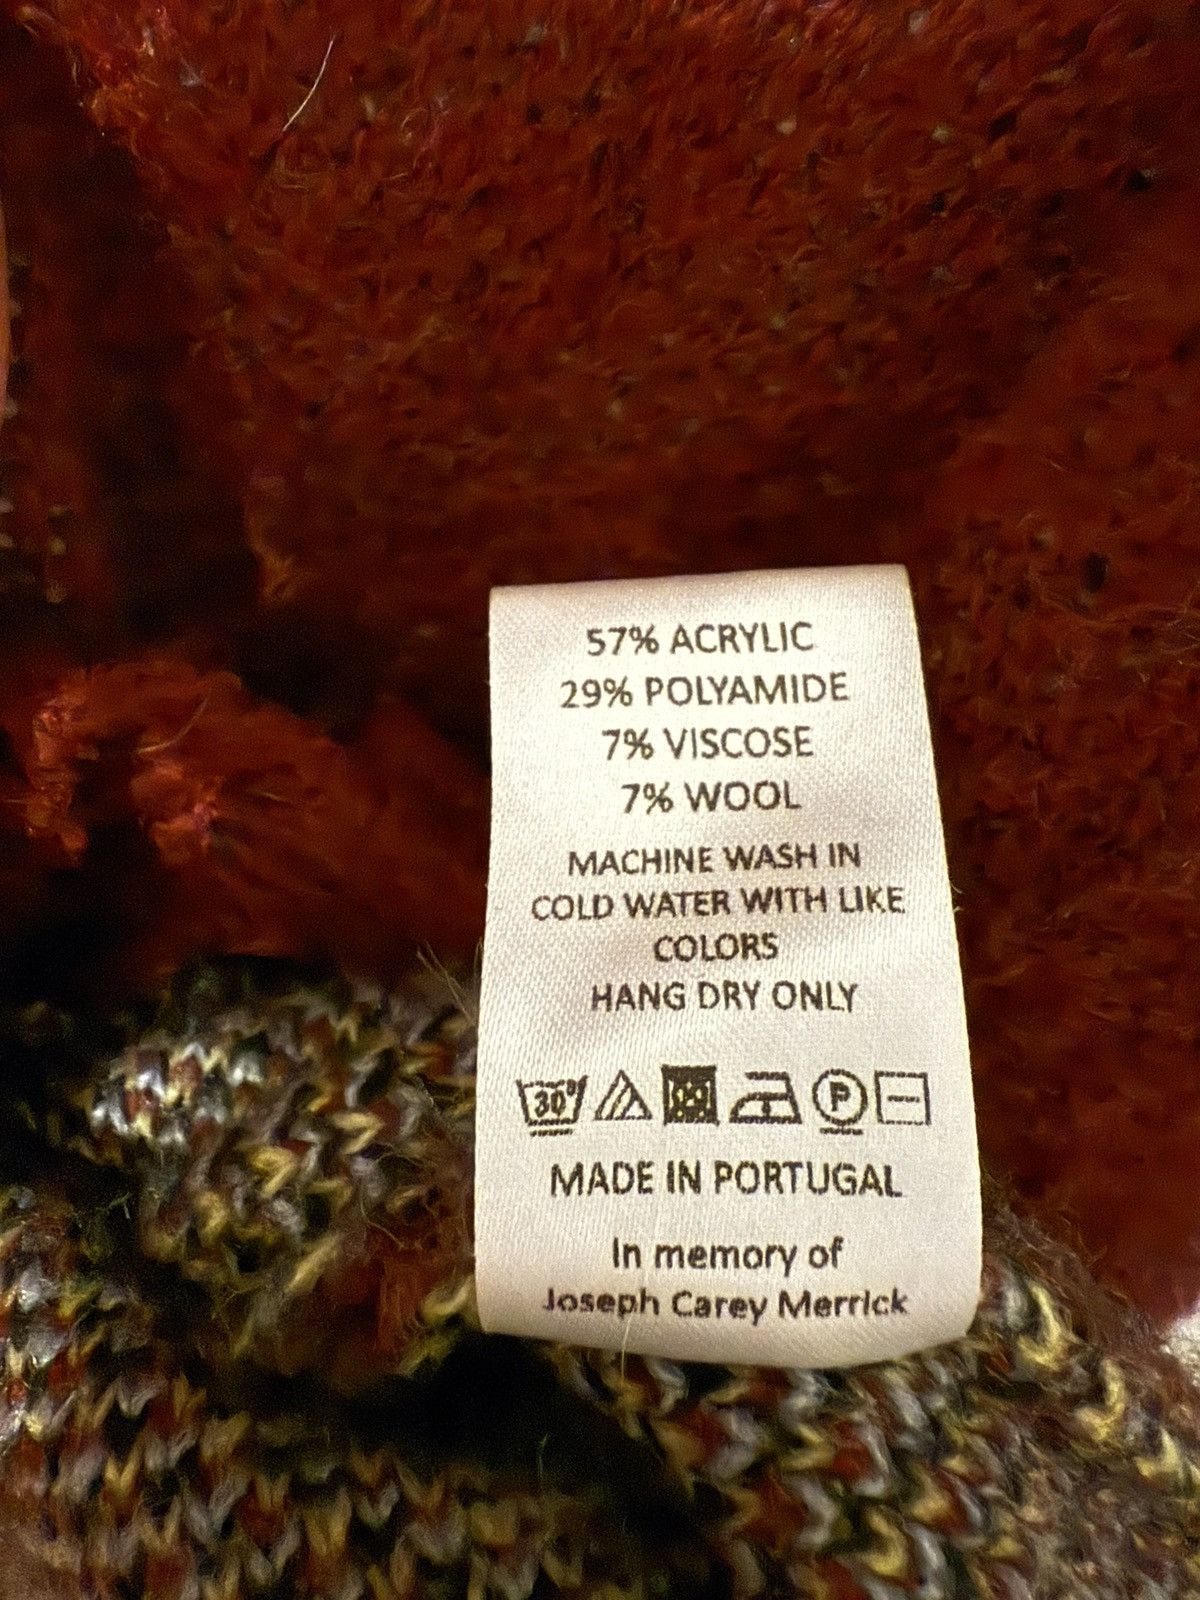 57% ACRYLIC
29% POLYAMIDE
7% VISCOSE
7% WOOL
MACHINE WASH IN
COLD WATER WITH LIKE
COLORS
HANG DRY ONLY
30° P
MADE IN PORTUGAL
In memory of
Joseph Carey Merrick